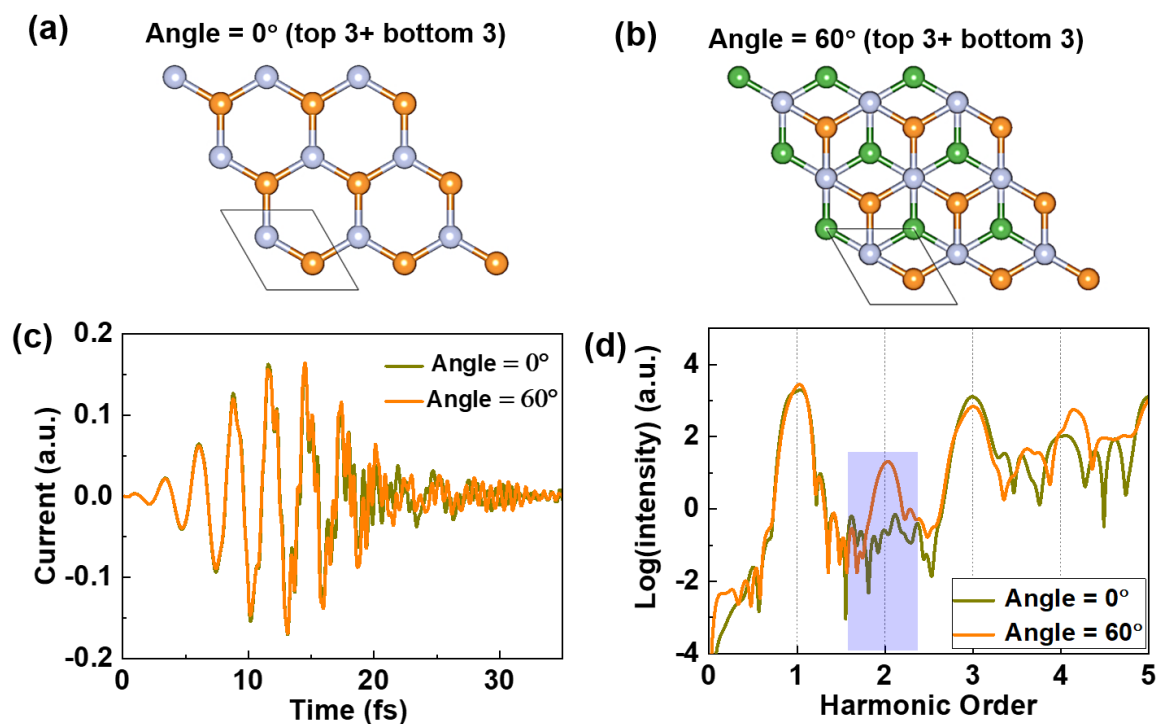 (a)
Angle = 0° (top 3+ bottom 3)
(b)
Angle = 60° (top 3+ bottom 3)
(c)
0.2
0.1
0.0
-0.1
-0.2
Current (a.u.)
Angle = 0°
Angle = 60°
0 10 20 30
Time (fs)
(d)
4
2
0
-2
-4
Log(intensity) (a.u.)
Angle = 0°
Angle = 60°
0 1 2 3 4 5
Harmonic Order